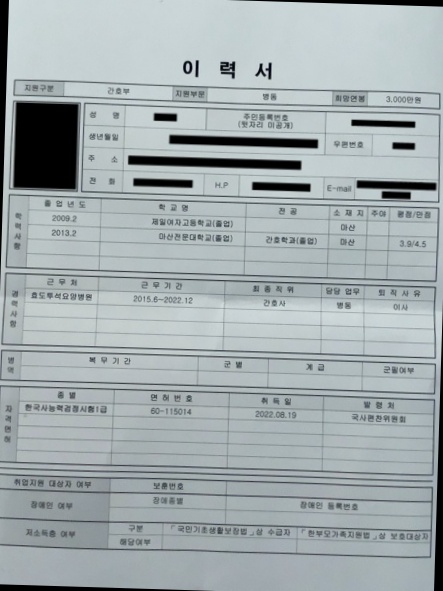 이 력 서
지원구분 간호부 지원부문 병동 희망연봉 3,000만원
성 명 주민등록번호 (뒷자리 미공개)
생년월일 우편번호
주 소
전 화 H.P E-mail
학력사항 졸업년도 학교명 전공 소재지 주야 평점/만점
2009.2 제일여자고등학교(졸업) 마산
2013.2 마산전문대학교(졸업) 간호학과(졸업) 마산 3.9/4.5
경력사항 근무처 근무기간 최종직위 담당 업무 퇴직사유
효도투석요양병원 2015.6~2022.12 간호사 병동 이사
병역 복무기간 군별 계급 군필여부
자격면허 종별 면허번호 취득일 발령처
한국사능력검정시험1급 60-115014 2022.08.19 국사편찬위원회
취업지원 대상자 여부 보훈번호
장애인 여부 장애종별 장애인 등록번호
저소득층 여부 구분 「국민기초생활보장법」상 수급자 「한부모가족지원법」상 보호대상자
해당여부